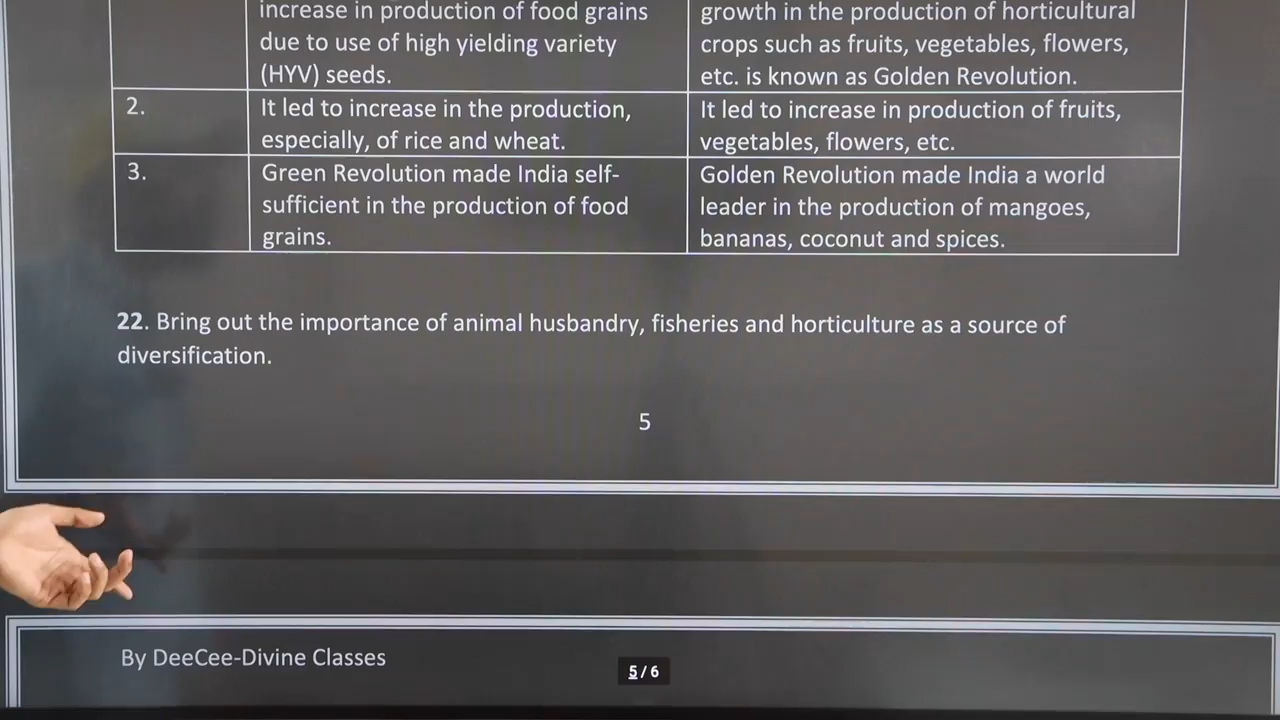 increase in production of food grains
due to use of high yielding variety
(HYV) seeds.
growth in the production of horticultural
crops such as fruits, vegetables, flowers,
etc. is known as Golden Revolution.
2.
It led to increase in the production,
especially, of rice and wheat.
It led to increase in production of fruits,
vegetables, flowers, etc.
3.
Green Revolution made India self-
sufficient in the production of food
grains.
Golden Revolution made India a world
leader in the production of mangoes,
bananas, coconut and spices.
22. Bring out the importance of animal husbandry, fisheries and horticulture as a source of
diversification.
5
By DeeCee-Divine Classes
5/6